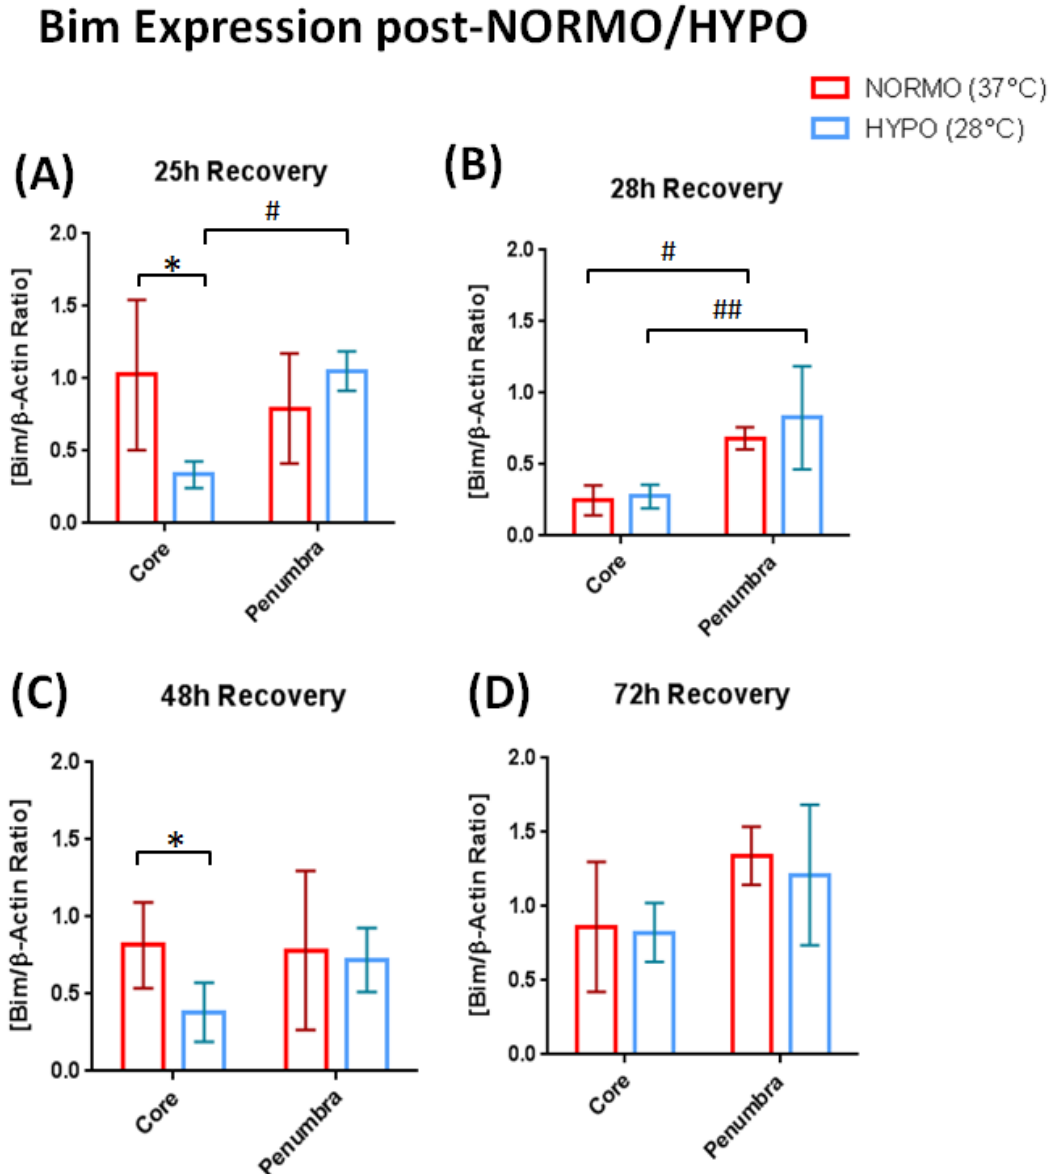 Bim Expression post-NORMO/HYPO
NORMO (37°C)
HYPO (28°C)
(A)
25h Recovery
[Bim/β-Actin Ratio]
2.0
1.5
1.0
0.5
0.0
*
#
Core
Penumbra
(B)
28h Recovery
[Bim/β-Actin Ratio]
2.0
1.5
1.0
0.5
0.0
#
##
Core
Penumbra
(C)
48h Recovery
[Bim/β-Actin Ratio]
2.0
1.5
1.0
0.5
0.0
*
Core
Penumbra
(D)
72h Recovery
[Bim/β-Actin Ratio]
2.0
1.5
1.0
0.5
0.0
Core
Penumbra